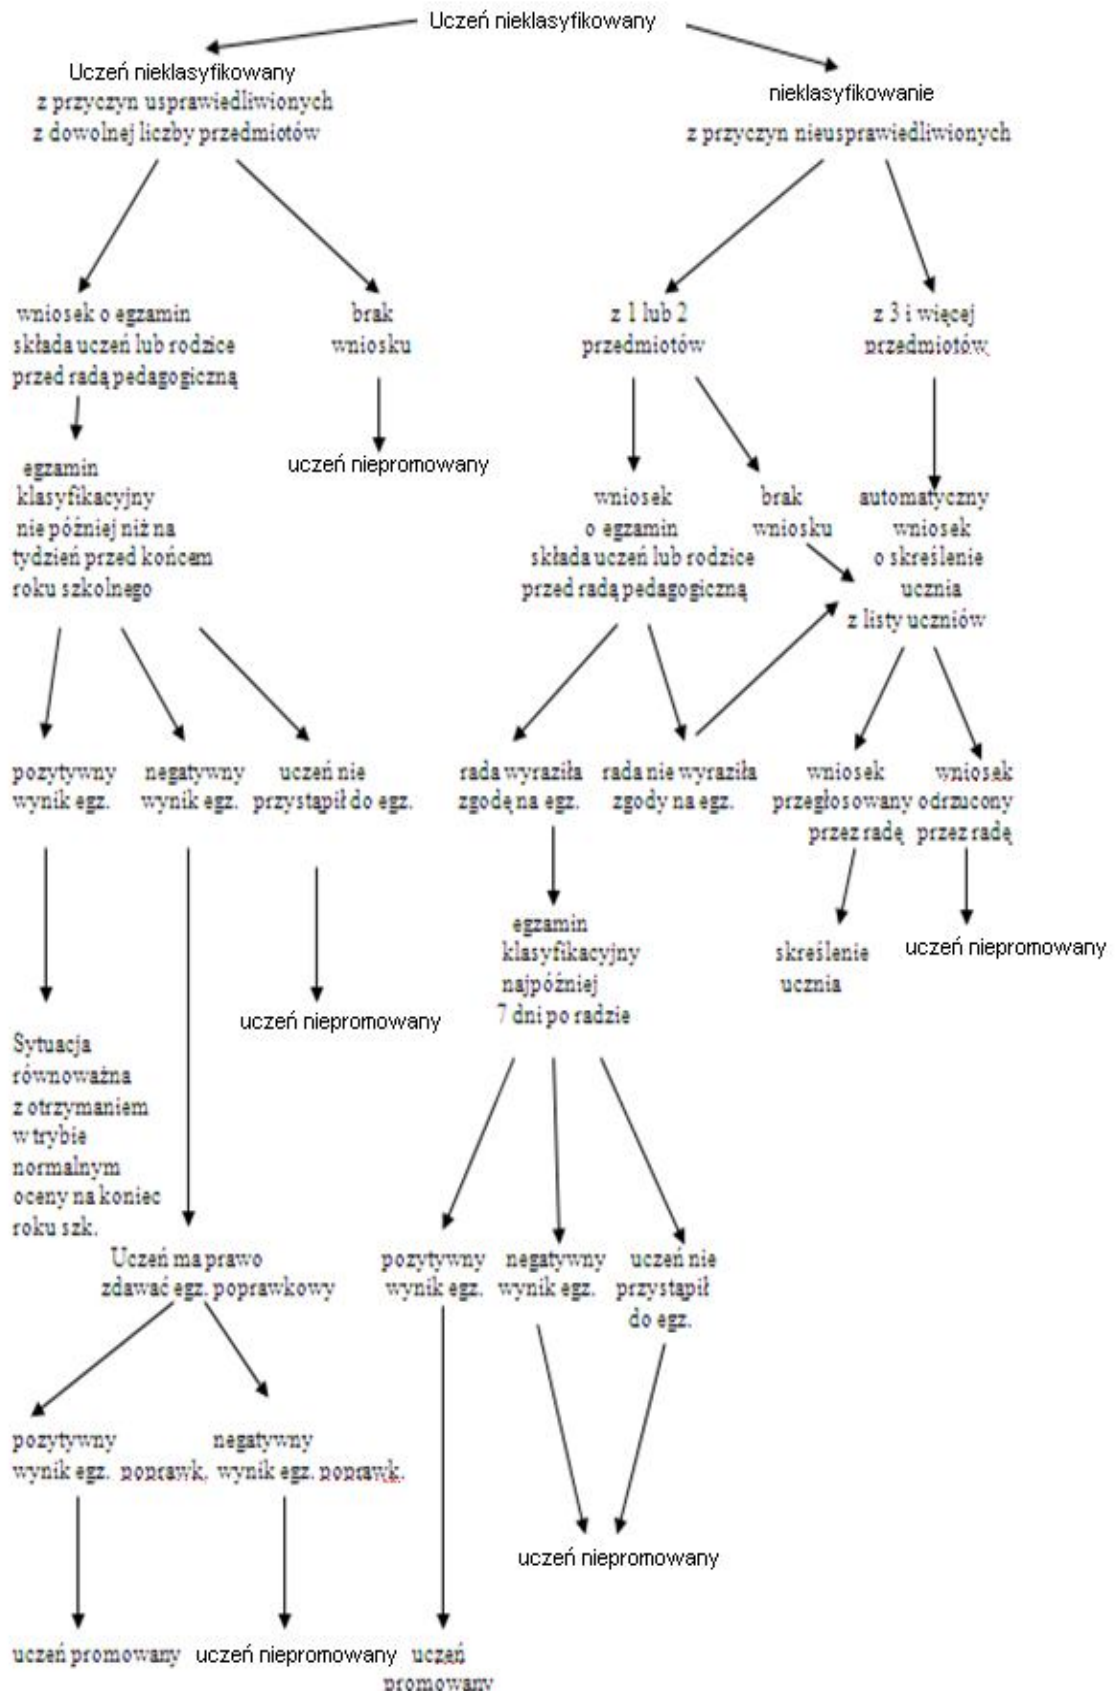 Uczeń nieklasyfikowany
Uczeń nieklasyfikowany
z przyczyn usprawiedliwionych
z dowolnej liczby przedmiotów
nieklasyfikowanie
z przyczyn nieusprawiedliwionych
wniosek o egzamin
składa uczeń lub rodzice
przed radą pedagogiczną
brak
wniosku
z 1 lub 2
przedmiotów
z 3 i więcej
przedmiotów
egzamin
klasyfikacyjny
nie później niż na
tydzień przed końcem
roku szkolnego
uczeń niepromowany
wniosek
o egzamin
składa uczeń lub rodzice
przed radą pedagogiczną
brak
wniosku
automatyczny
wniosek
o skreślenie
ucznia
z listy uczniów
pozytywny
wynik egz.
negatywny
wynik egz.
uczeń nie
przystąpił do egz.
rada wyraziła
zgodę na egz.
rada nie wyraziła
zgody na egz.
wniosek
przegłosowany
przez radę
wniosek
odrzucony
przez radę
egzamin
klasyfikacyjny
najpóźniej
7 dni po radzie
skreślenie
ucznia
uczeń niepromowany
uczeń niepromowany
Sytuacja
równoważna
z otrzymaniem
w trybie
normalnym
oceny na koniec
roku szk.
Uczeń ma prawo
zdawać egz. poprawkowy
pozytywny
wynik egz.
negatywny
wynik egz.
uczeń nie
przystąpił
do egz.
pozytywny
wynik egz. poprawk.
negatywny
wynik egz. poprawk.
uczeń niepromowany
uczeń promowany
uczeń niepromowany
uczeń
promowany